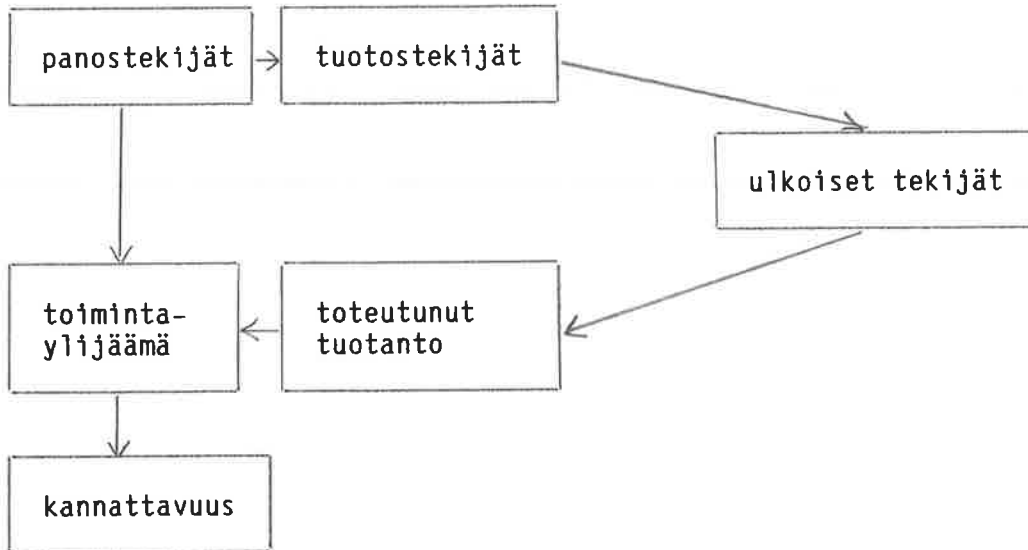 panostekijät
tuotostekijät
ulkoiset tekijät
toiminta-
ylijäämä
toteutunut
tuotanto
kannattavuus